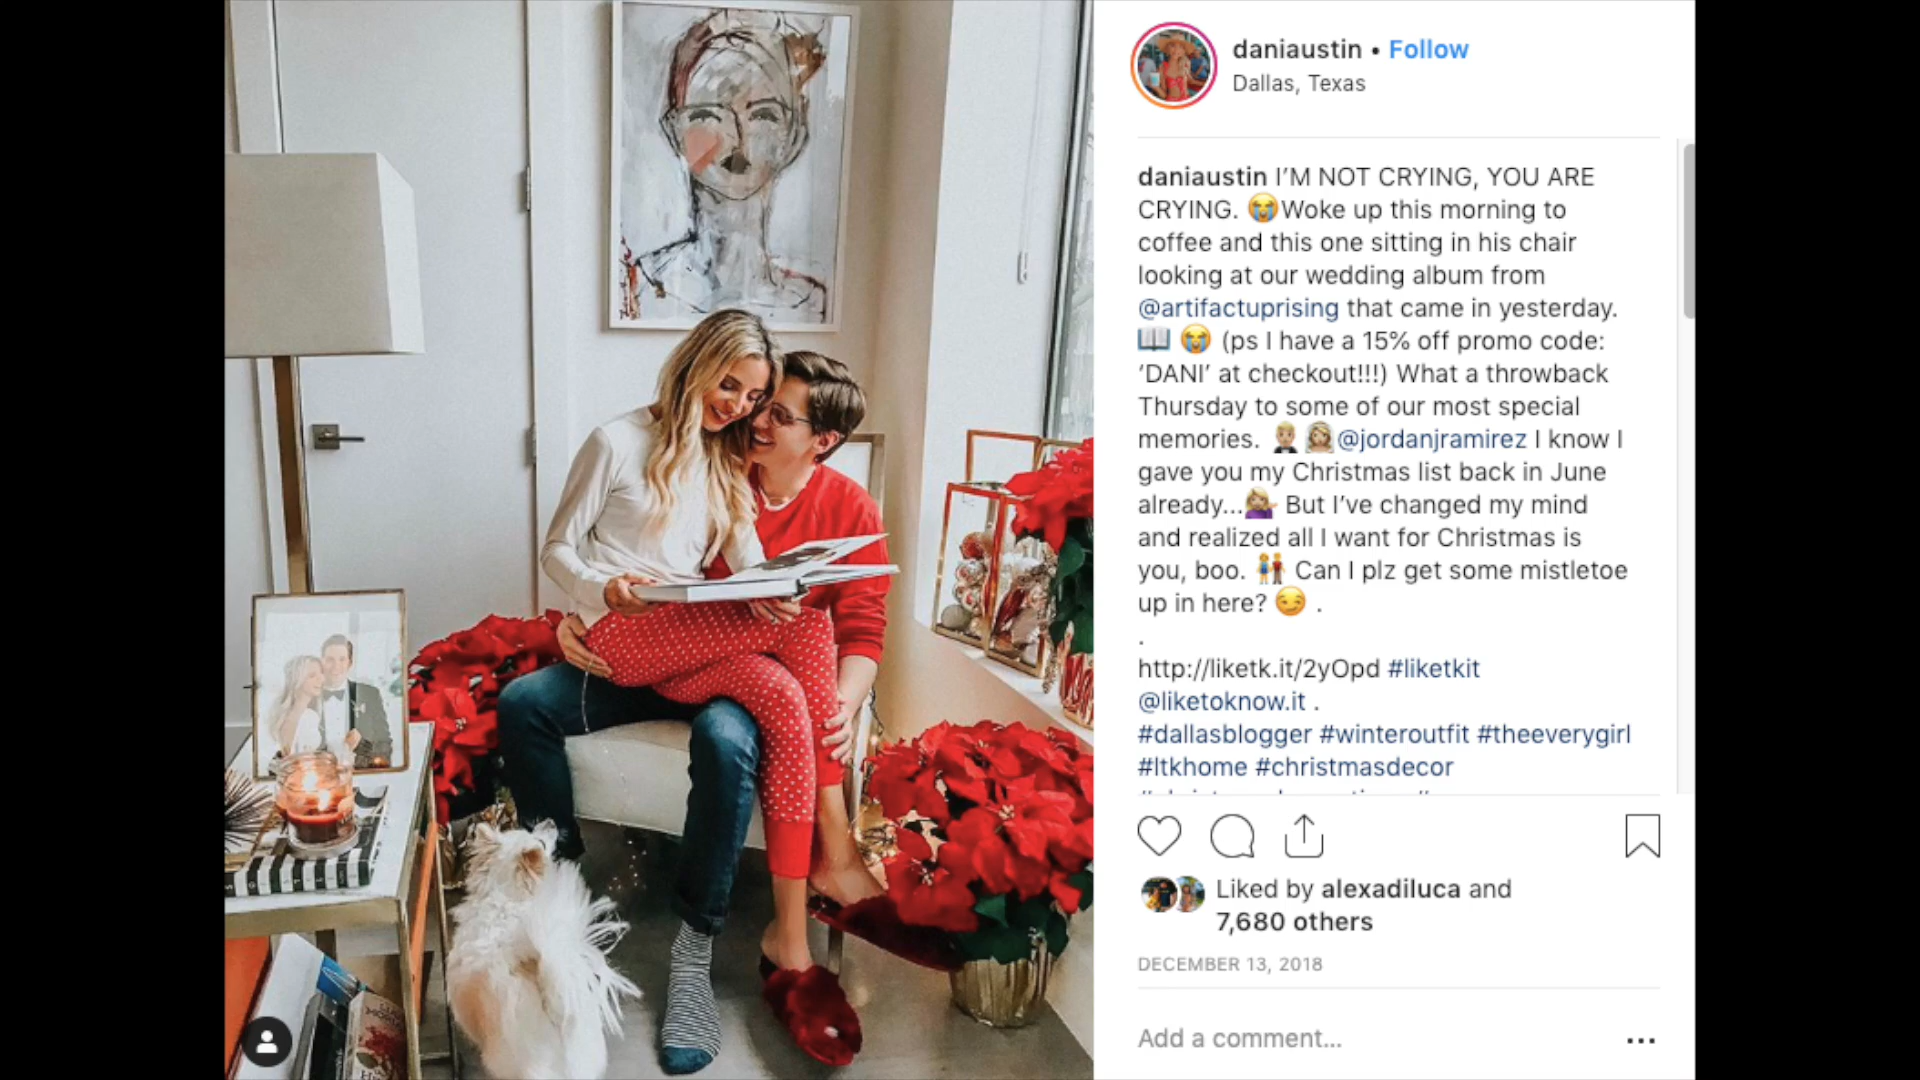 daniaustin • Follow
Dallas, Texas
daniaustin I'M NOT CRYING, YOU ARE
CRYING. 😭Woke up this morning to
coffee and this one sitting in his chair
looking at our wedding album from
@artifactuprising that came in yesterday.
📖 😭 (ps I have a 15% off promo code:
'DANI' at checkout!!!) What a throwback
Thursday to some of our most special
memories. 🤵🏼👰🏼@jordanjramirez I know I
gave you my Christmas list back in June
already...💁🏼‍♀️ But I've changed my mind
and realized all I want for Christmas is
you, boo. 👫 Can I plz get some mistletoe
up in here? 😏 .
.
http://liketk.it/2yOpd #liketkit
@liketoknow.it .
#dallasblogger #winteroutfit #theeverygirl
#ltkhome #christmasdecor
Liked by alexadiluca and
7,680 others
DECEMBER 13, 2018
Add a comment...